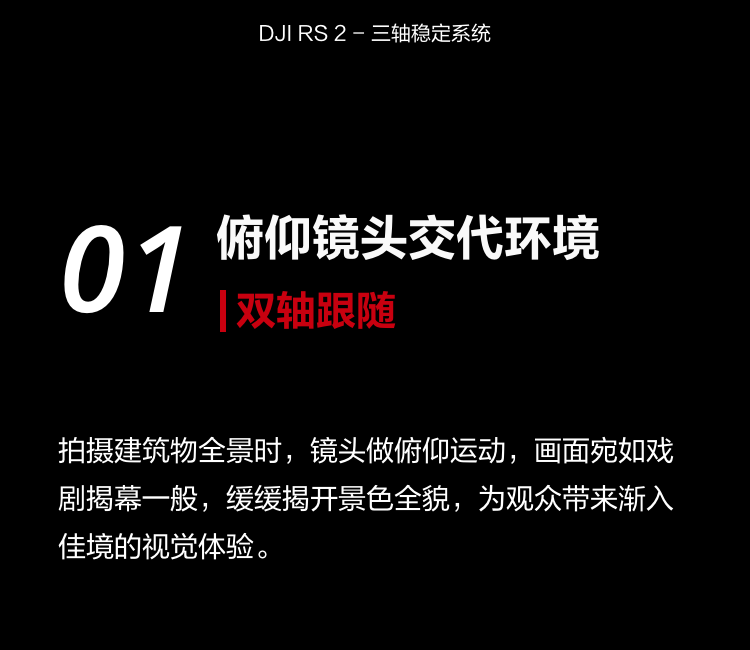 DJI RS 2 – 三轴稳定系统
01
俯仰镜头交代环境
双轴跟随
拍摄建筑物全景时，镜头做俯仰运动，画面宛如戏
剧揭幕一般，缓缓揭开景色全貌，为观众带来渐入
佳境的视觉体验。